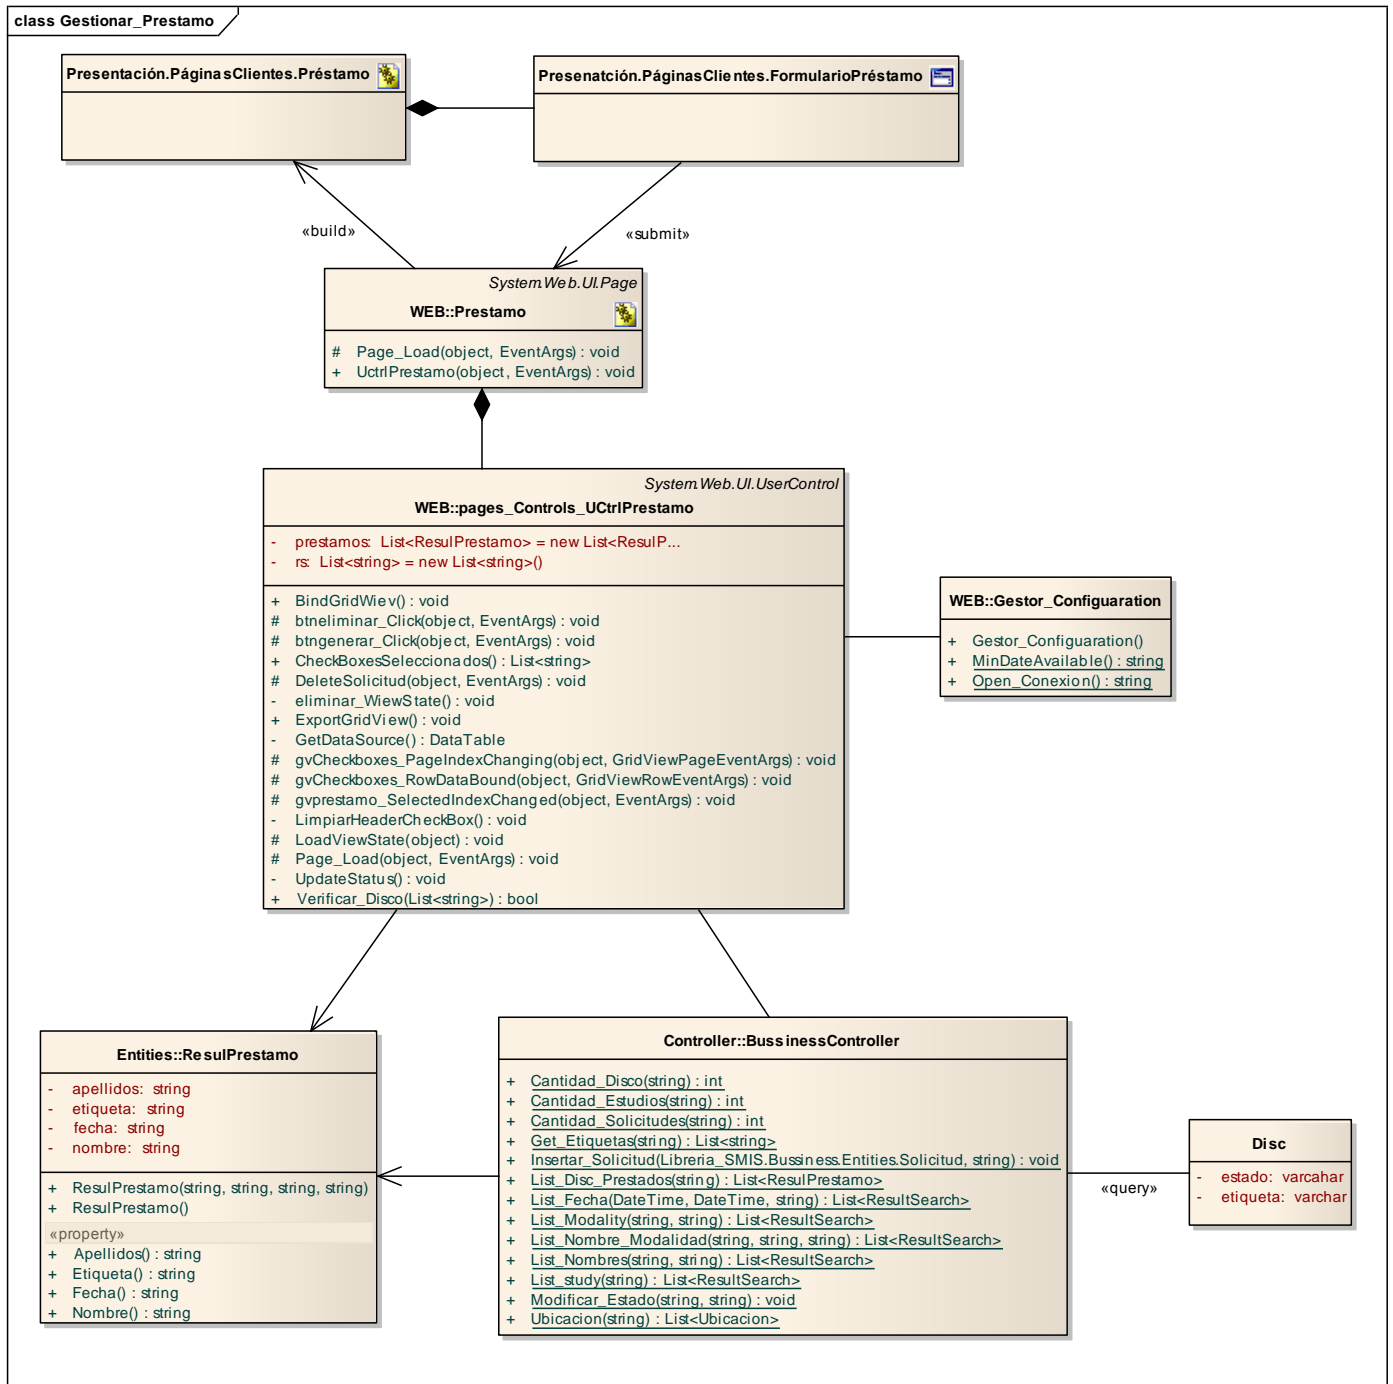 class Gestionar_Prestamo
Presentación.PáginasClientes.Préstamo
Presenatción.PáginasClientes.FormularioPréstamo
«build»
«submit»
System.Web.UI.Page
WEB::Prestamo
# Page_Load(object, EventArgs) : void
+ UctrlPrestamo(object, EventArgs) : void
System.Web.UI.UserControl
WEB::pages_Controls_UCtrlPrestamo
- prestamos: List<ResulPrestamo> = new List<ResulP...
- rs: List<string> = new List<string>()
+ BindGridWiev() : void
# btneliminar_Click(object, EventArgs) : void
# btngenerar_Click(object, EventArgs) : void
+ CheckBoxesSeleccionados() : List<string>
# DeleteSolicitud(object, EventArgs) : void
- eliminar_WiewState() : void
+ ExportGridView() : void
- GetDataSource() : DataTable
# gvCheckboxes_PageIndexChanging(object, GridViewPageEventArgs) : void
# gvCheckboxes_RowDataBound(object, GridViewRowEventArgs) : void
# gvprestamo_SelectedIndexChanged(object, EventArgs) : void
- LimpiarHeaderCheckBox() : void
# LoadViewState(object) : void
# Page_Load(object, EventArgs) : void
- UpdateStatus() : void
+ Verificar_Disco(List<string>) : bool
WEB::Gestor_Configuaration
+ Gestor_Configuaration()
+ MinDateAvailable() : string
+ Open_Conexion() : string
Entities::ResulPrestamo
- apellidos: string
- etiqueta: string
- fecha: string
- nombre: string
+ ResulPrestamo(string, string, string, string)
+ ResulPrestamo()
«property»
+ Apellidos() : string
+ Etiqueta() : string
+ Fecha() : string
+ Nombre() : string
Controller::BussinessController
+ Cantidad_Disco(string) : int
+ Cantidad_Estudios(string) : int
+ Cantidad_Solicitudes(string) : int
+ Get_Etiquetas(string) : List<string>
+ Insertar_Solicitud(Libreria_SMIS.Bussiness.Entities.Solicitud, string) : void
+ List_Disc_Prestados(string) : List<ResulPrestamo>
+ List_Fecha(DateTime, DateTime, string) : List<ResultSearch>
+ List_Modality(string, string) : List<ResultSearch>
+ List_Nombre_Modalidad(string, string, string) : List<ResultSearch>
+ List_Nombres(string, string) : List<ResultSearch>
+ List_study(string) : List<ResultSearch>
+ Modificar_Estado(string, string) : void
+ Ubicacion(string) : List<Ubicacion>
«query»
Disc
- estado: varcahar
- etiqueta: varchar